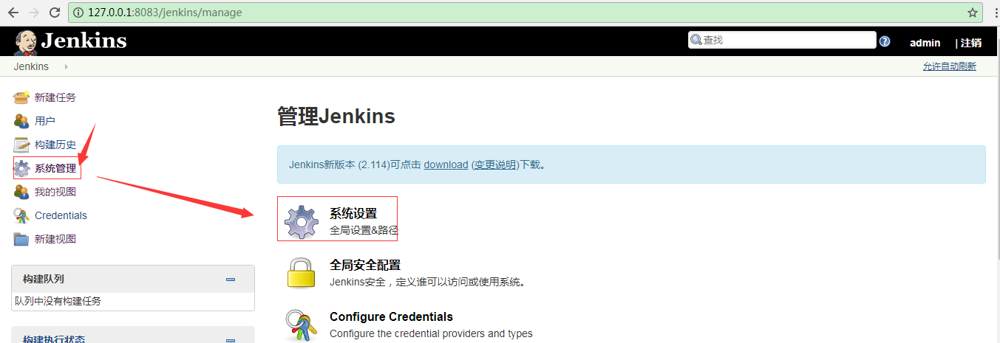 127.0.0.1:8083/jenkins/manage
Jenkins
查找
admin
| 注销
Jenkins
允许自动刷新
新建任务
用户
构建历史
系统管理
我的视图
Credentials
新建视图
构建队列
队列中没有构建任务
构建执行状态
管理Jenkins
Jenkins新版本 (2.114)可点击 download (变更说明)下载。
系统设置
全局设置&路径
全局安全配置
Jenkins安全，定义谁可以访问或使用系统。
Configure Credentials
Configure the credential providers and types